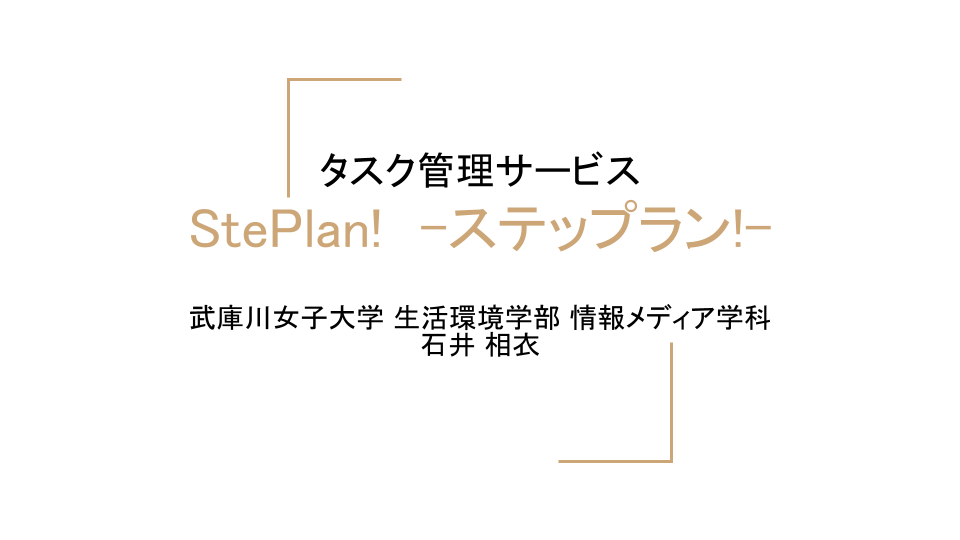 タスク管理サービス
StePlan!　-ステップラン!-
武庫川女子大学 生活環境学部 情報メディア学科
石井 相衣